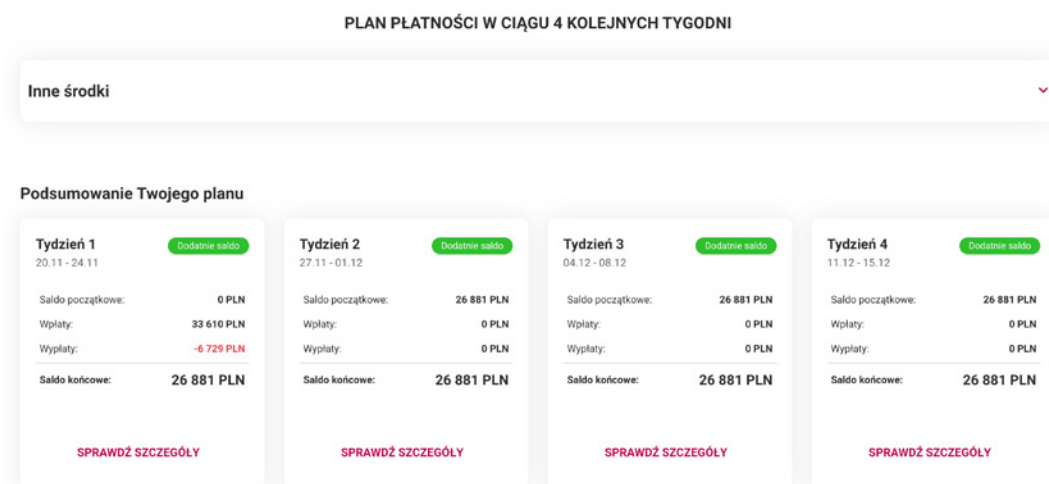 PLAN PŁATNOŚCI W CIĄGU 4 KOLEJNYCH TYGODNI
Inne środki
Podsumowanie Twojego planu
Tydzień 1
Dodatnie saldo
20.11 - 24.11
Saldo początkowe: 0 PLN
Wpłaty: 33 610 PLN
Wypłaty: -6 729 PLN
Saldo końcowe: 26 881 PLN
SPRAWDŹ SZCZEGÓŁY
Tydzień 2
Dodatnie saldo
27.11 - 01.12
Saldo początkowe: 26 881 PLN
Wpłaty: 0 PLN
Wypłaty: 0 PLN
Saldo końcowe: 26 881 PLN
SPRAWDŹ SZCZEGÓŁY
Tydzień 3
Dodatnie saldo
04.12 - 08.12
Saldo początkowe: 26 881 PLN
Wpłaty: 0 PLN
Wypłaty: 0 PLN
Saldo końcowe: 26 881 PLN
SPRAWDŹ SZCZEGÓŁY
Tydzień 4
Dodatnie saldo
11.12 - 15.12
Saldo początkowe: 26 881 PLN
Wpłaty: 0 PLN
Wypłaty: 0 PLN
Saldo końcowe: 26 881 PLN
SPRAWDŹ SZCZEGÓŁY